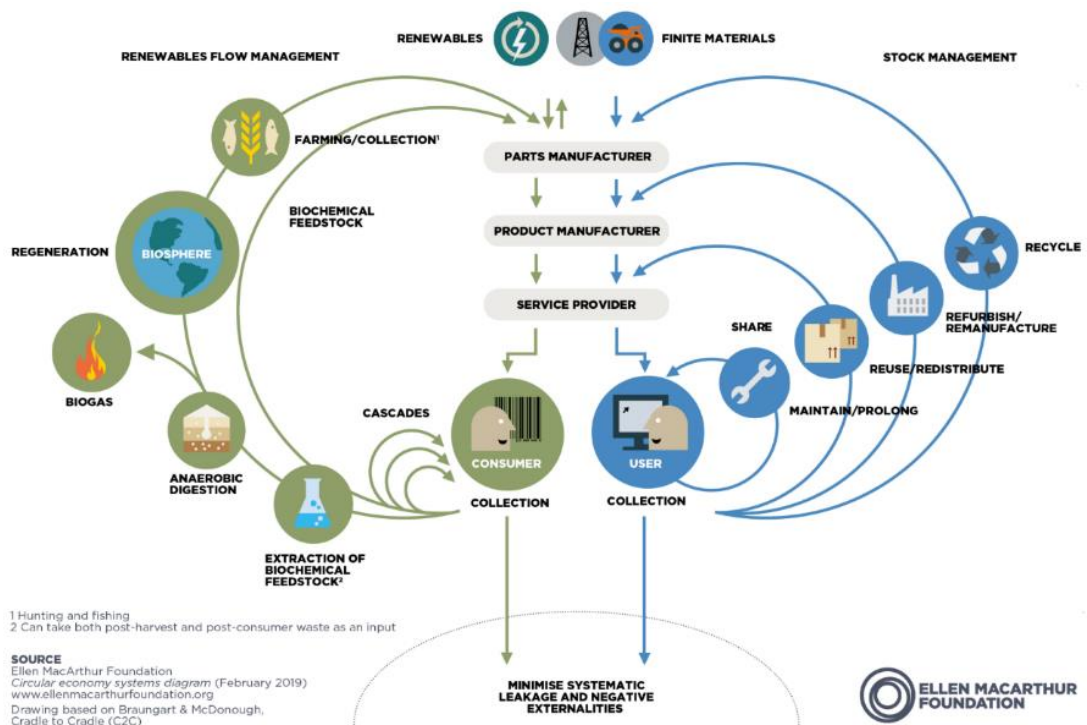 RENEWABLES
FINITE MATERIALS
RENEWABLES FLOW MANAGEMENT
STOCK MANAGEMENT
FARMING/COLLECTION¹
PARTS MANUFACTURER
BIOCHEMICAL
FEEDSTOCK
PRODUCT MANUFACTURER
REGENERATION
BIOSPHERE
RECYCLE
SERVICE PROVIDER
REFURBISH/
REMANUFACTURE
SHARE
REUSE/REDISTRIBUTE
BIOGAS
MAINTAIN/PROLONG
CASCADES
CONSUMER
USER
ANAEROBIC
DIGESTION
COLLECTION
COLLECTION
EXTRACTION OF
BIOCHEMICAL
FEEDSTOCK²
1 Hunting and fishing
2 Can take both post-harvest and post-consumer waste as an input
SOURCE
Ellen MacArthur Foundation
Circular economy systems diagram (February 2019)
www.ellenmacarthurfoundation.org
Drawing based on Braungart & McDonough,
Cradle to Cradle (C2C)
MINIMISE SYSTEMATIC
LEAKAGE AND NEGATIVE
EXTERNALITIES
ELLEN MACARTHUR
FOUNDATION